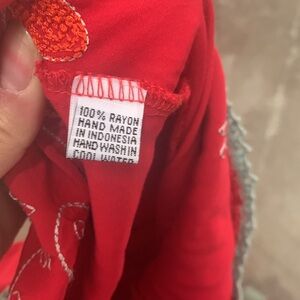 100% RAYON
HAND MADE
IN INDONESIA
HAND WASH IN
COOL WATER